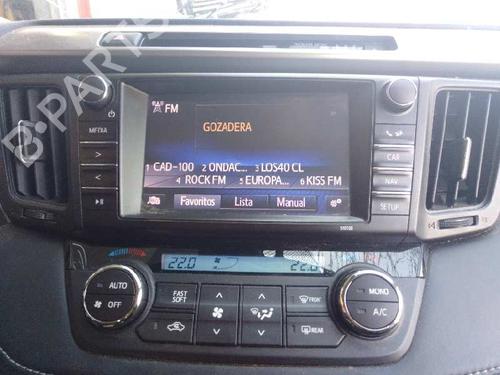 FM
GOZADERA
1 CAD-100 2 ONDAC... 3 LOS40 CL
4 ROCK FM 5 EUROPA... 6 KISS FM
Favoritos Lista Manual
MEDIA
CAR
NAV
SETUP
22.0 22.0
AUTO
OFF
FAST
SOFT
FRONT
REAR
MONO
A/C
B-PARTS